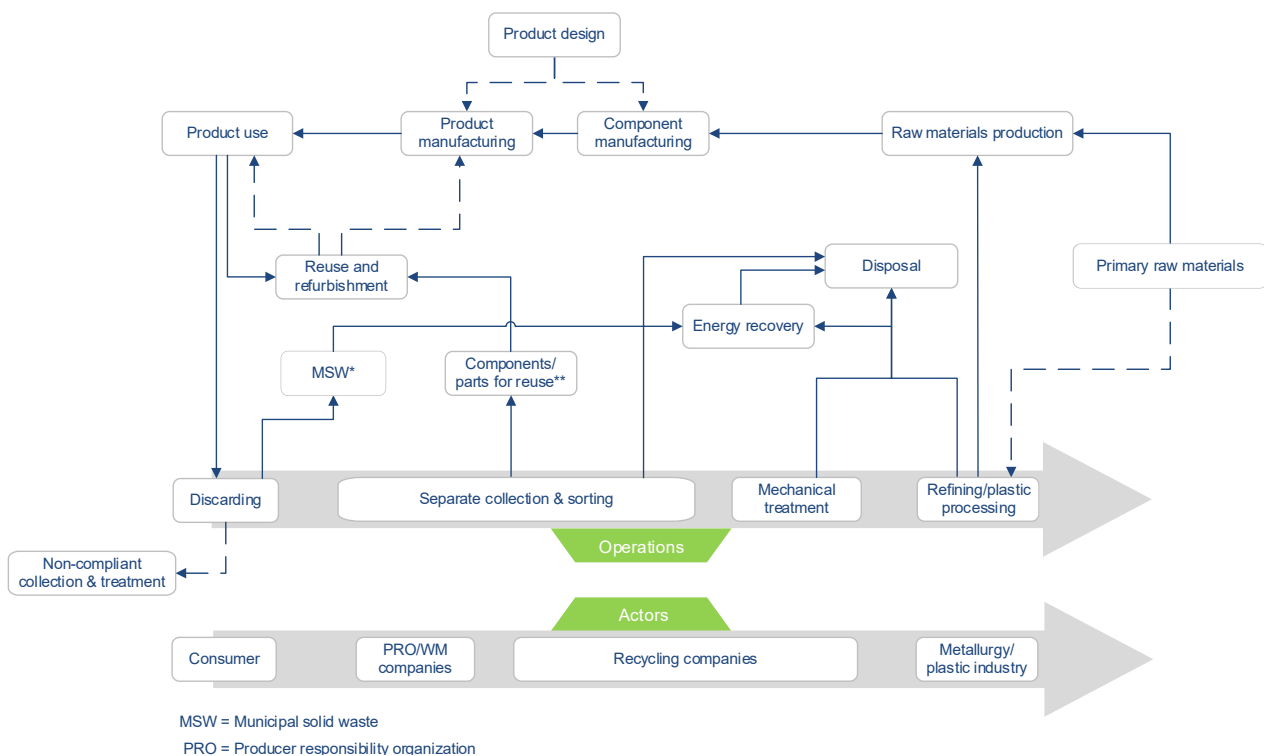 Product design
Product use
Product
manufacturing
Component
manufacturing
Raw materials production
Reuse and
refurbishment
Disposal
Primary raw materials
Energy recovery
MSW*
Components/
parts for reuse**
Discarding
Separate collection & sorting
Mechanical
treatment
Refining/plastic
processing
Operations
Non-compliant
collection & treatment
Actors
Consumer
PRO/WM
companies
Recycling companies
Metallurgy/
plastic industry
MSW = Municipal solid waste
PRO = Producer responsibility organization